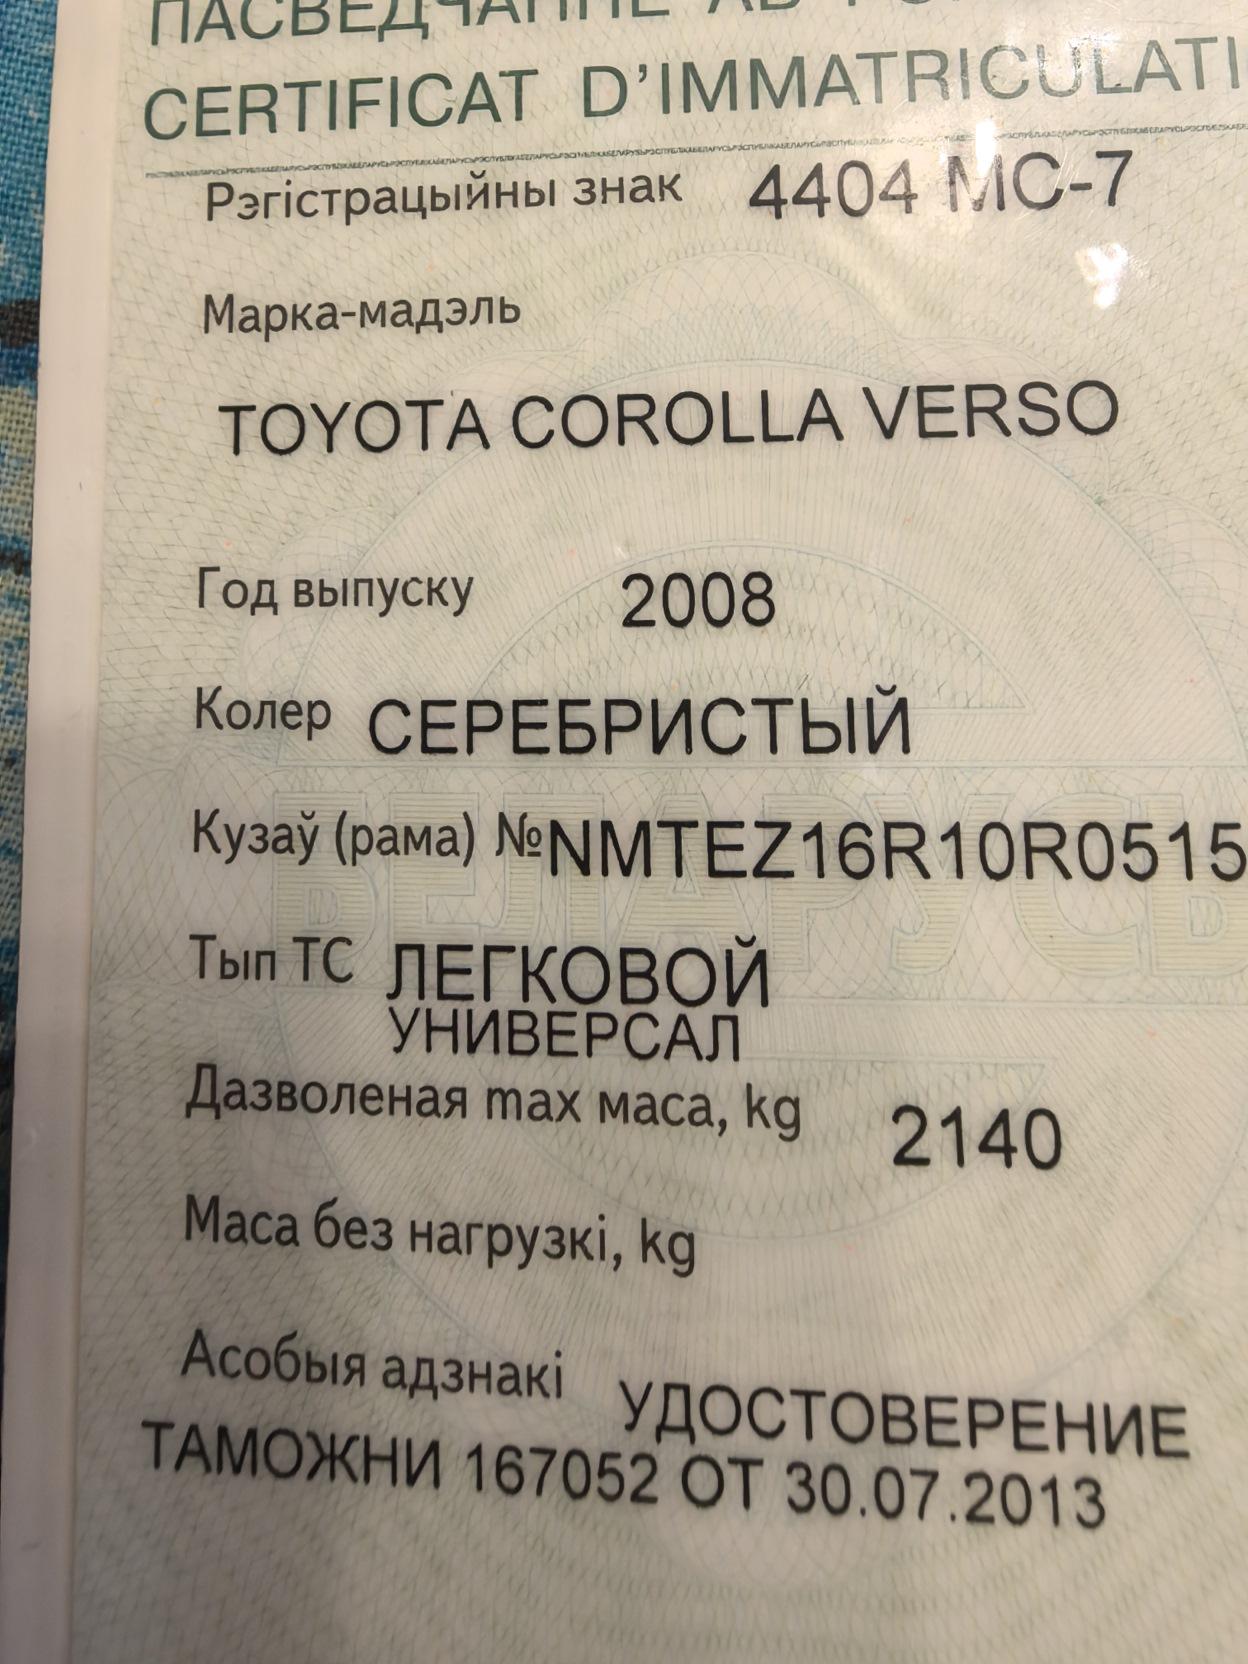 CERTIFICAT D'IMMATRICULATI
Рэгістрацыйны знак 4404 MC-7
Марка-мадэль
TOYOTA COROLLA VERSO
Год выпуску 2008
Колер СЕРЕБРИСТЫЙ
Кузаў (рама) №NMTEZ16R10R0515
Тып ТС ЛЕГКОВОЙ
УНИВЕРСАЛ
Дазволеная max маса, kg 2140
Маса без нагрузкі, kg
Асобыя адзнакі УДОСТОВЕРЕНИЕ
ТАМОЖНИ 167052 ОТ 30.07.2013
БЕЛАРУСЬ